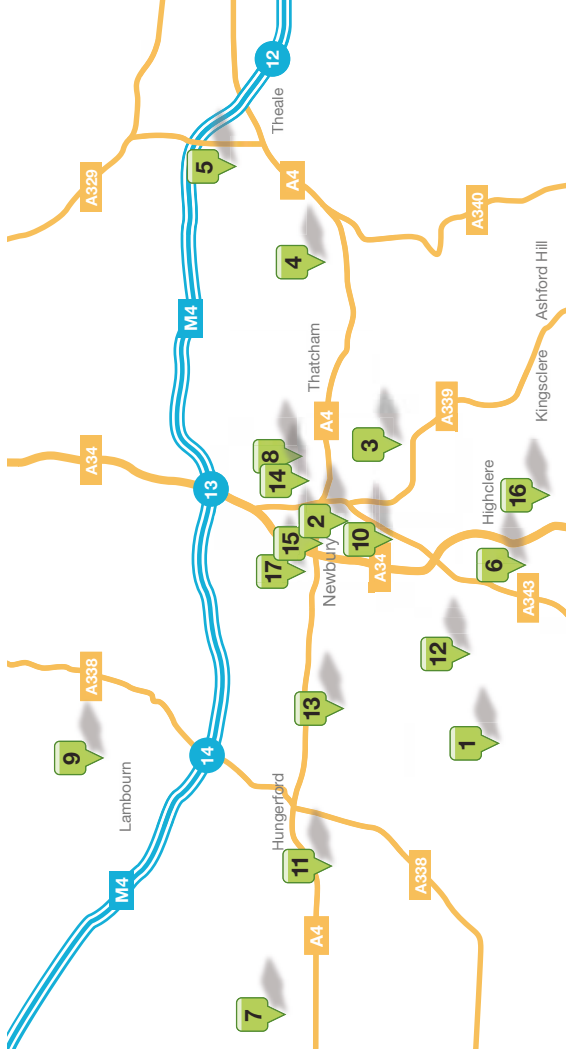 9
A338
A34
A329
M4
Lambourn
M4
5
14
13
7
17
14
8
12
Hungerford
Theale
15
4
A4
11
13
Thatcham
A4
2
A4
Newbury
10
3
A34
A338
12
A339
1
A340
Highclere
6
16
A343
Kingsclere
Ashford Hill